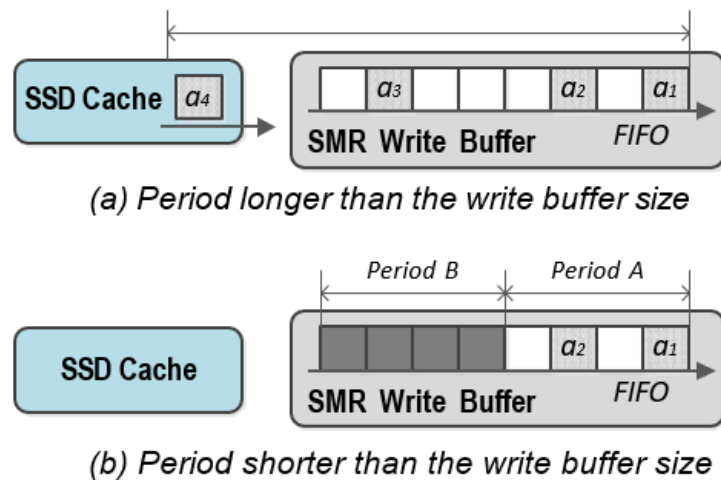 SSD Cache a4 a3 a2 a1
SMR Write Buffer FIFO
(a) Period longer than the write buffer size
Period B Period A
SSD Cache a2 a1
SMR Write Buffer FIFO
(b) Period shorter than the write buffer size